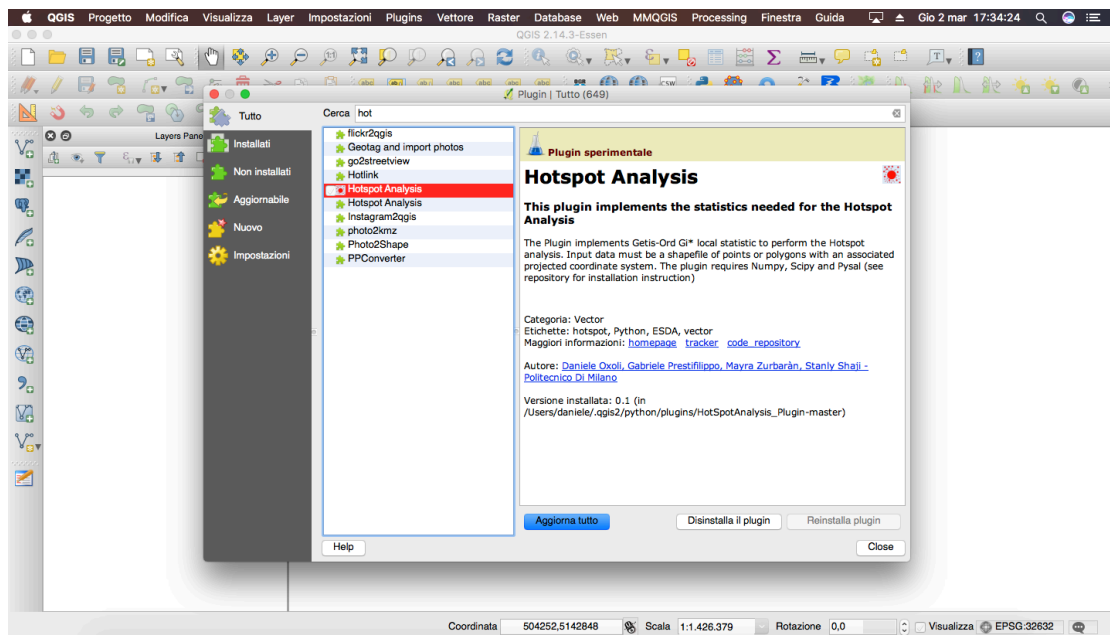 QGIS Progetto Modifica Visualizza Layer Impostazioni Plugins Vettore Raster Database Web MMQGIS Processing Finestra Guida Gio 2 mar 17:34:24
QGIS 2.14.3-Essen
Plugin | Tutto (649)
Layers Pane
Tutto
Installati
Non installati
Aggiornabile
Nuovo
Impostazioni
Cerca hot
flickr2qgis
Geotag and import photos
go2streetview
Hotlink
Hotspot Analysis
Hotspot Analysis
Instagram2qgis
photo2kmz
Photo2Shape
PPConverter
Plugin sperimentale
Hotspot Analysis
This plugin implements the statistics needed for the Hotspot
Analysis
The Plugin implements Getis-Ord Gi* local statistic to perform the Hotspot
analysis. Input data must be a shapefile of points or polygons with an associated
projected coordinate system. The plugin requires Numpy, Scipy and Pysal (see
repository for installation instruction)
Categoria: Vector
Etichette: hotspot, Python, ESDA, vector
Maggiori informazioni: homepage tracker code_repository
Autore: Daniele Oxoli, Gabriele Prestifilippo, Mayra Zurbaràn, Stanly Shaji -
Politecnico Di Milano
Versione installata: 0.1 (in
/Users/daniele/.qgis2/python/plugins/HotSpotAnalysis_Plugin-master)
Aggiorna tutto Disinstalla il plugin Reinstalla plugin
Help Close
Coordinata 504252,5142848 Scala 1:1.426.379 Rotazione 0,0 Visualizza EPSG:32632